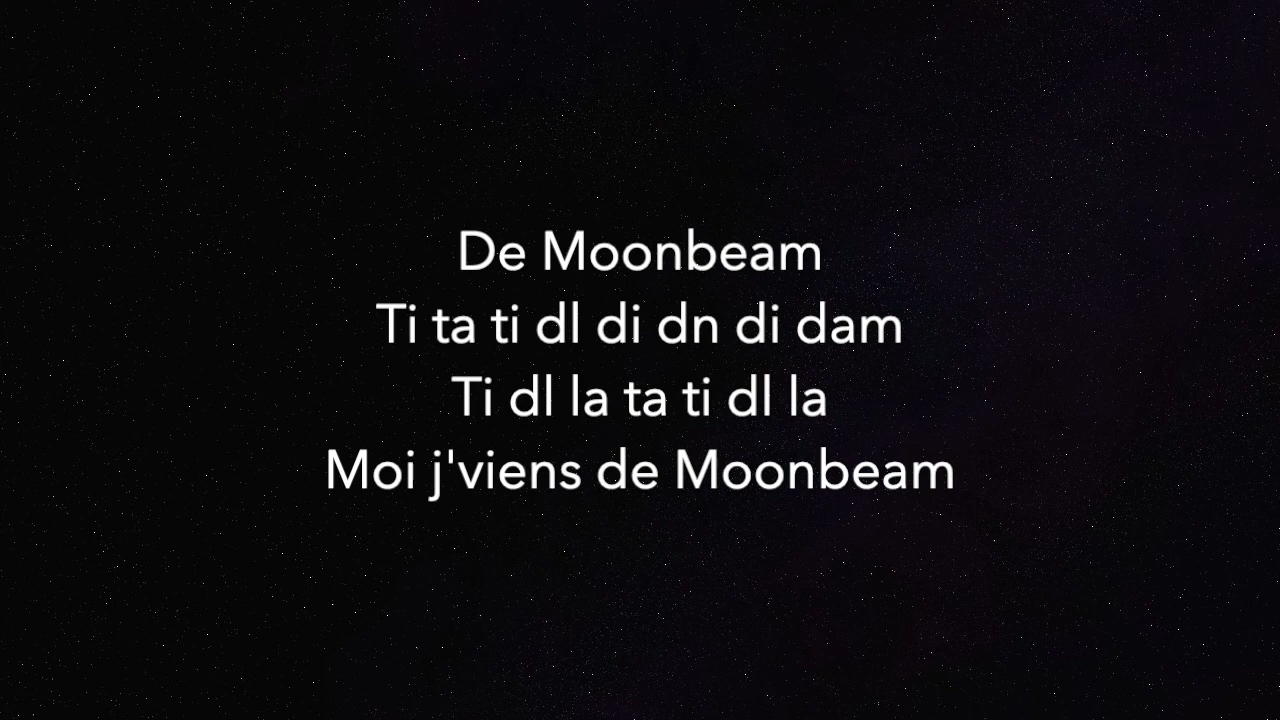 De Moonbeam
Ti ta ti dl di dn di dam
Ti dl la ta ti dl la
Moi j'viens de Moonbeam